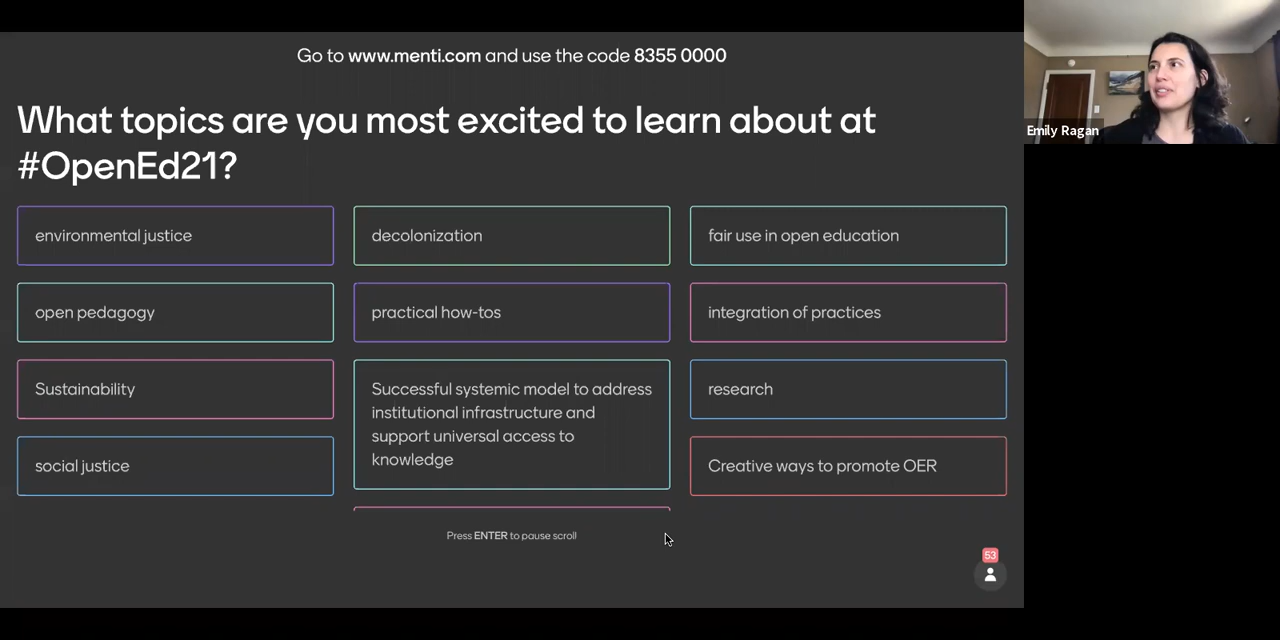 Go to www.menti.com and use the code 8355 0000
What topics are you most excited to learn about at
#OpenEd21?
environmental justice
decolonization
fair use in open education
open pedagogy
practical how-tos
integration of practices
Sustainability
Successful systemic model to address
institutional infrastructure and
support universal access to
knowledge
research
social justice
Creative ways to promote OER
Press ENTER to pause scroll
53
Emily Ragan